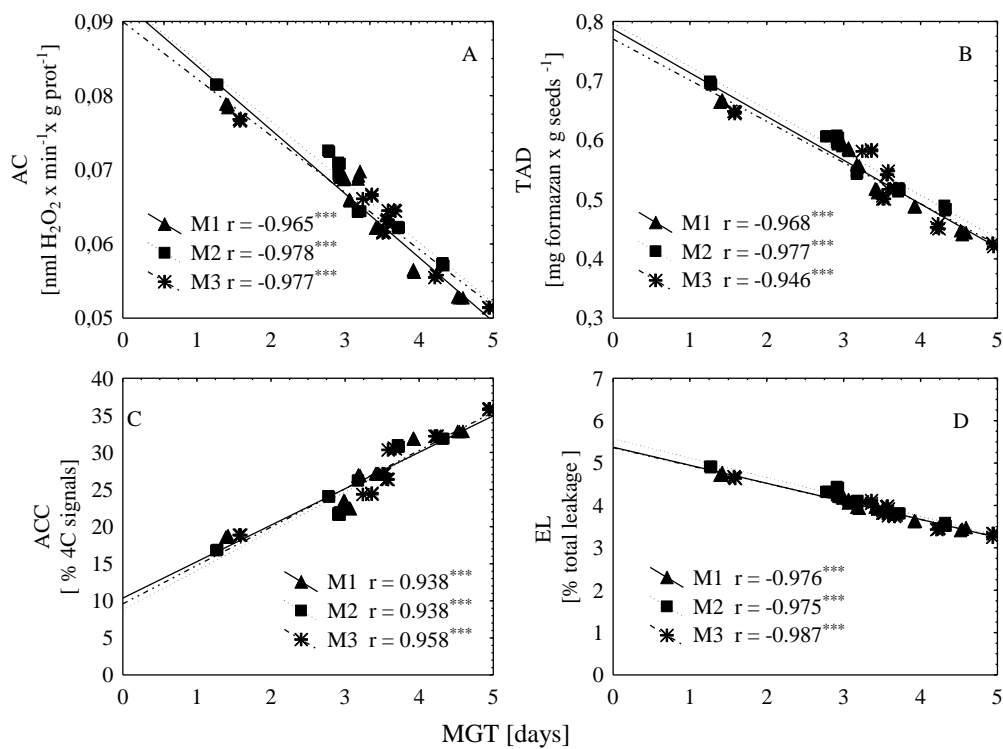 0,09
0,08
0,07
0,06
0,05
AC
[nml H₂O₂ x min⁻¹x g prot⁻¹]
A
M1 r = -0.965***
M2 r = -0.978***
M3 r = -0.977***
0 1 2 3 4 5
0,8
0,7
0,6
0,5
0,4
0,3
TAD
[mg formazan x g seeds ⁻¹]
B
M1 r = -0.968***
M2 r = -0.977***
M3 r = -0.946***
0 1 2 3 4 5
40
35
30
25
20
15
10
5
0
ACC
[ % 4C signals]
C
M1 r = 0.938***
M2 r = 0.938***
M3 r = 0.958***
0 1 2 3 4 5
7
6
5
4
3
2
1
0
EL
[% total leakage ]
D
M1 r = -0.976***
M2 r = -0.975***
M3 r = -0.987***
0 1 2 3 4 5
MGT [days]